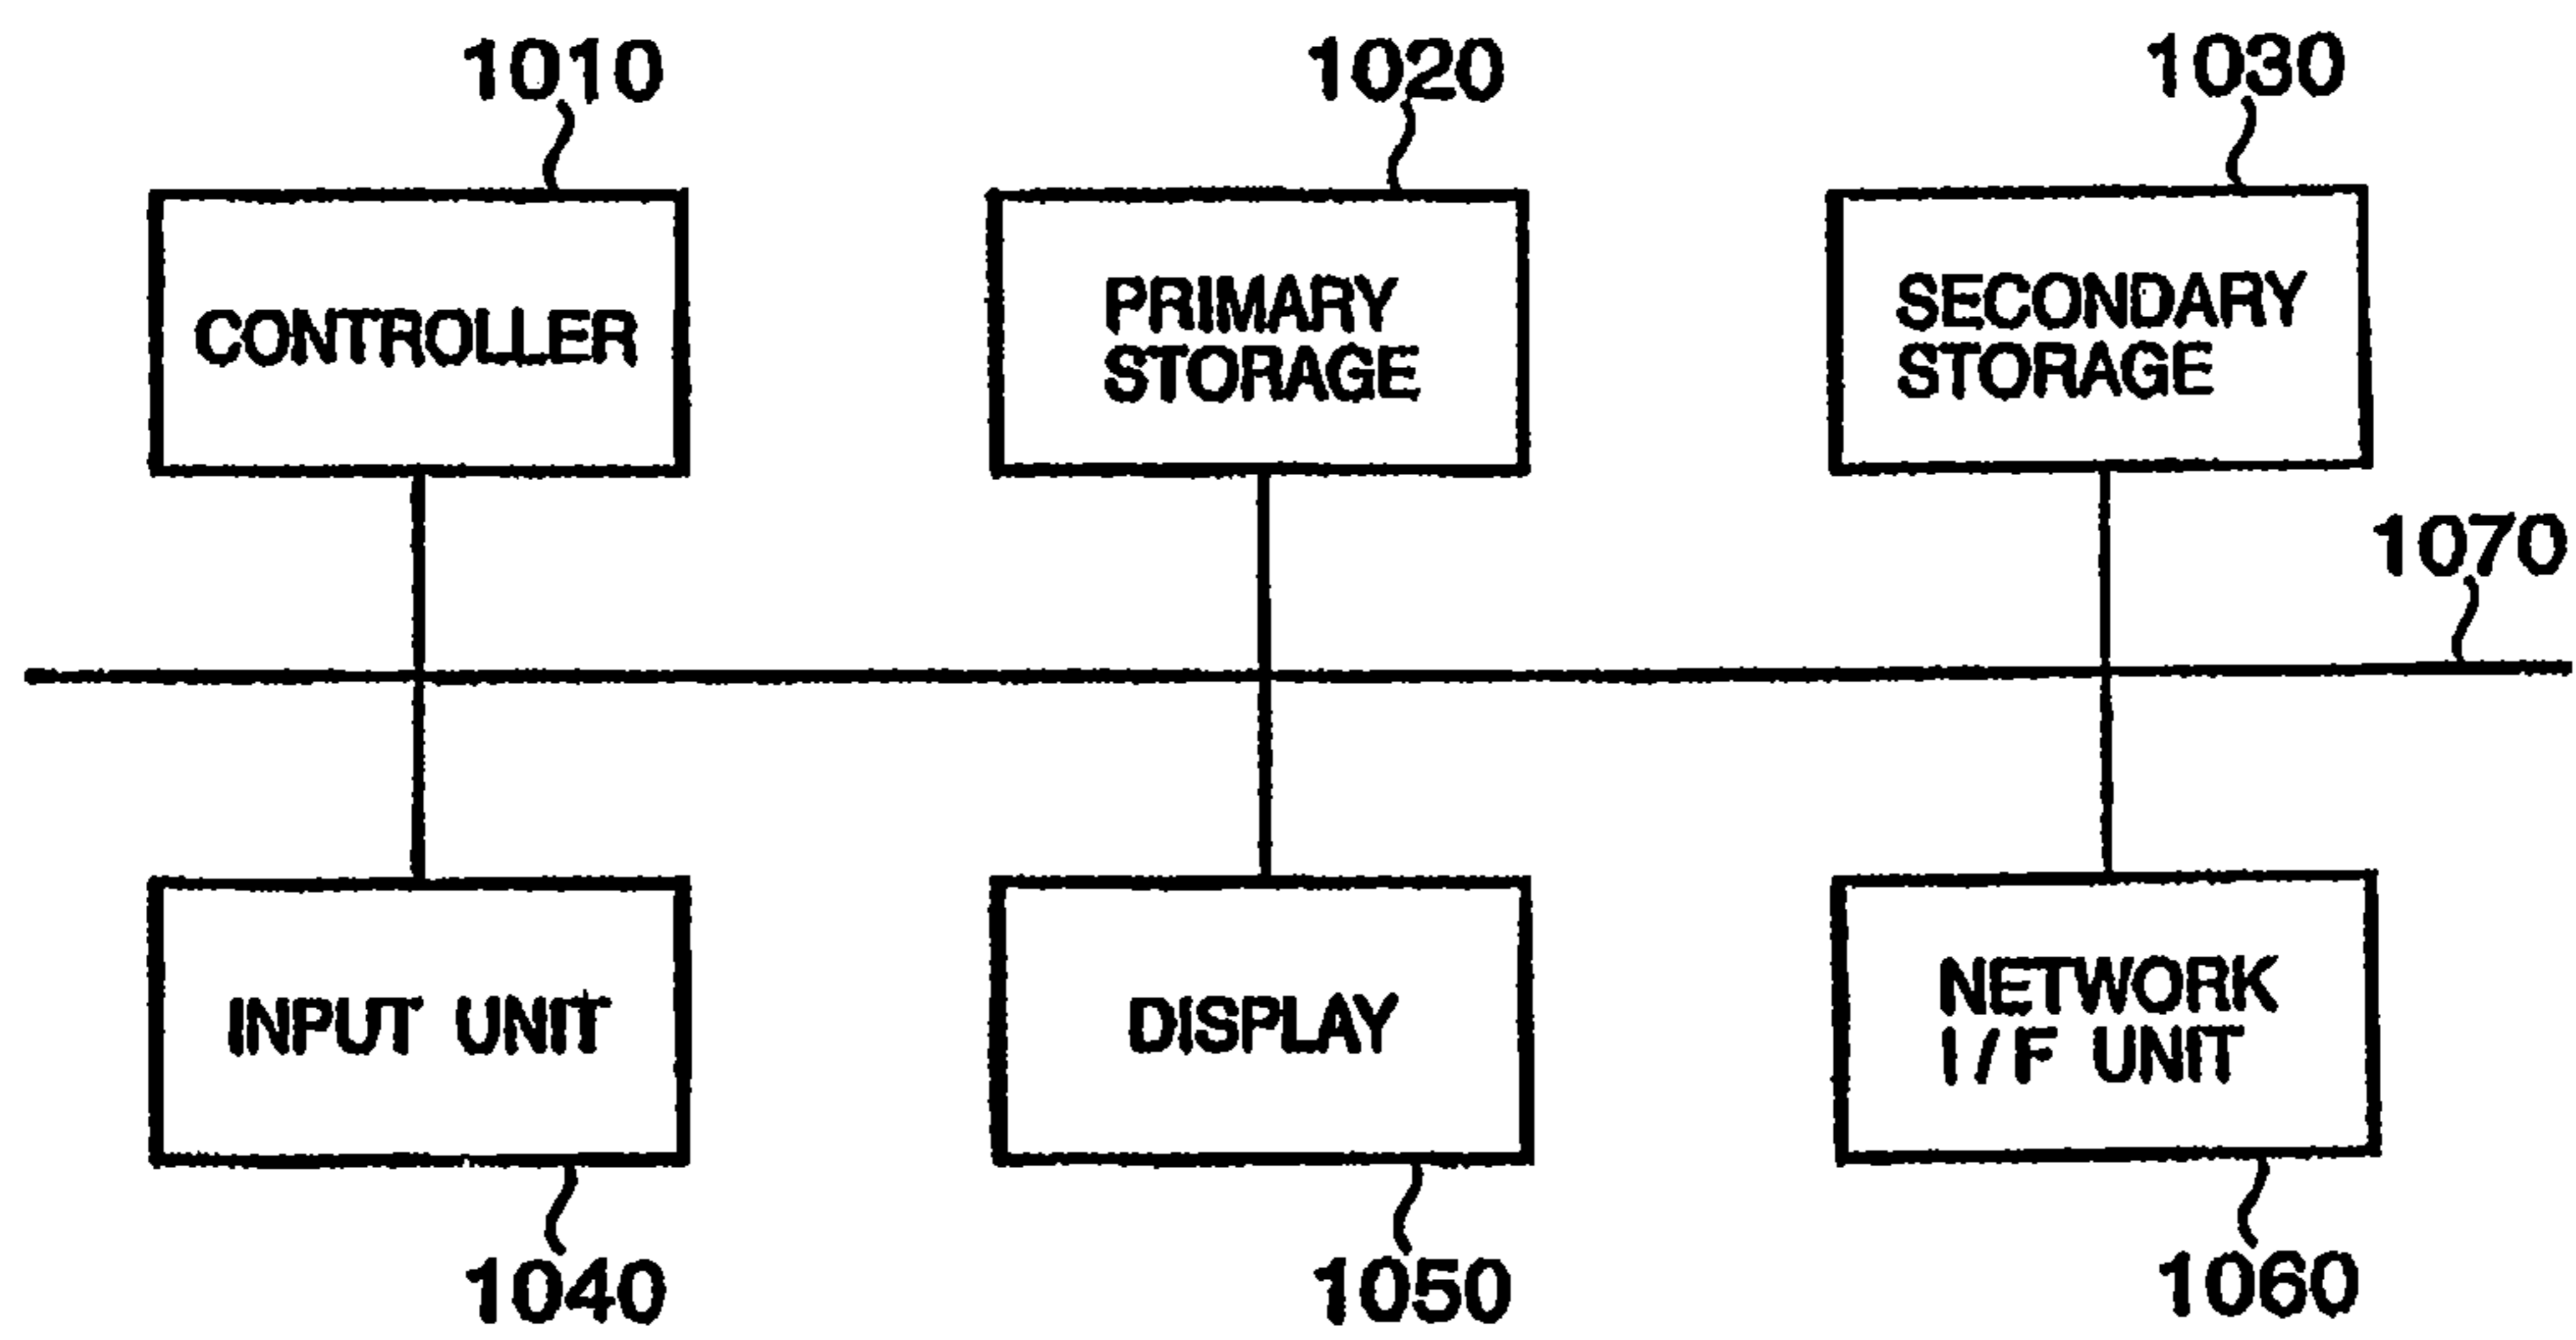 1010
1020
1030
CONTROLLER
PRIMARY
STORAGE
SECONDARY
STORAGE
1070
INPUT UNIT
DISPLAY
NETWORK
I/F UNIT
1040
1050
1060